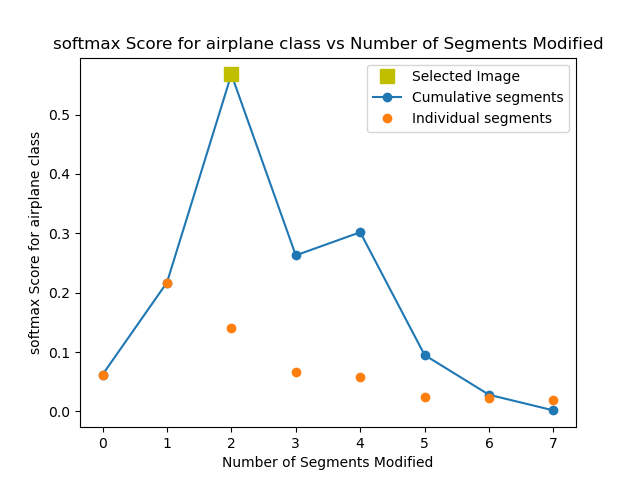 softmax Score for airplane class vs Number of Segments Modified
Selected Image
Cumulative segments
Individual segments
softmax Score for airplane class
0.5
0.4
0.3
0.2
0.1
0.0
0 1 2 3 4 5 6 7
Number of Segments Modified